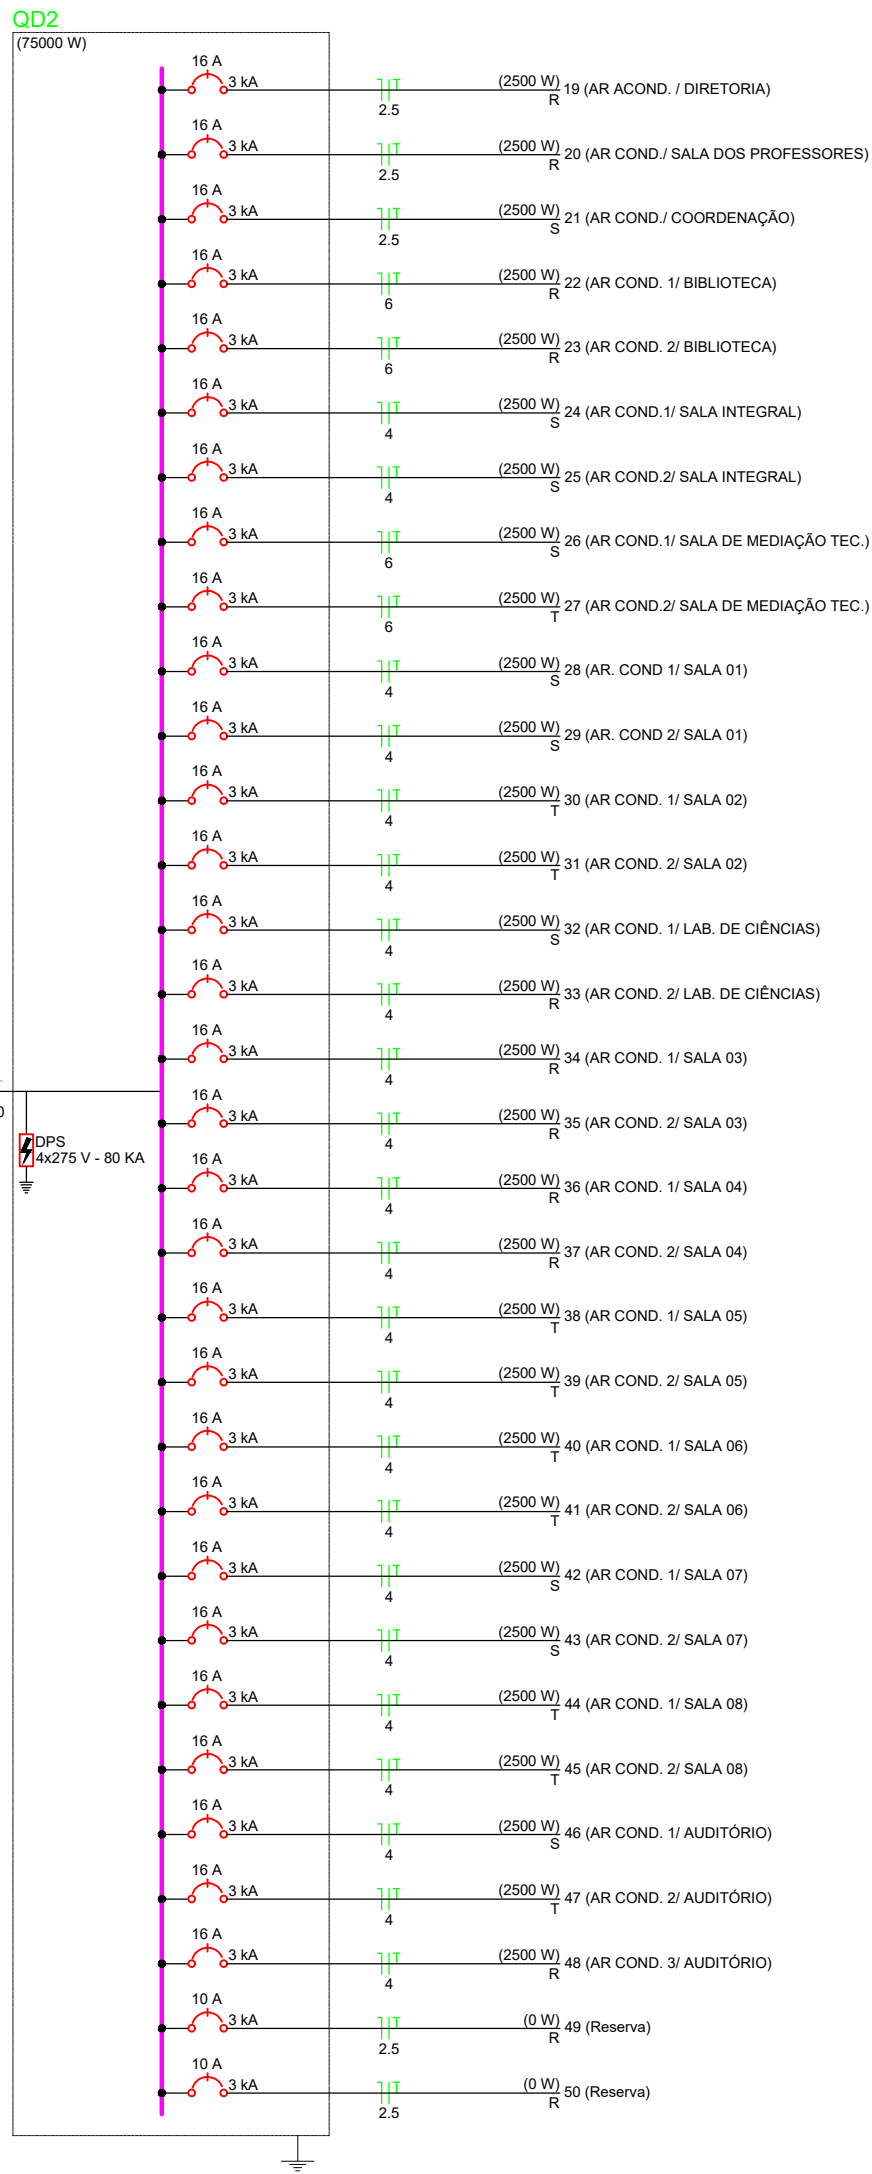 QD2
(75000 W)
16 A
3 kA
2.5
(2500 W)
R
19 (AR ACOND. / DIRETORIA)
16 A
3 kA
2.5
(2500 W)
R
20 (AR COND./ SALA DOS PROFESSORES)
16 A
3 kA
2.5
(2500 W)
S
21 (AR COND./ COORDENAÇÃO)
16 A
3 kA
6
(2500 W)
R
22 (AR COND. 1/ BIBLIOTECA)
16 A
3 kA
6
(2500 W)
R
23 (AR COND. 2/ BIBLIOTECA)
16 A
3 kA
4
(2500 W)
S
24 (AR COND.1/ SALA INTEGRAL)
16 A
3 kA
4
(2500 W)
S
25 (AR COND.2/ SALA INTEGRAL)
16 A
3 kA
6
(2500 W)
S
26 (AR COND.1/ SALA DE MEDIAÇÃO TEC.)
16 A
3 kA
6
(2500 W)
T
27 (AR COND.2/ SALA DE MEDIAÇÃO TEC.)
16 A
3 kA
4
(2500 W)
S
28 (AR. COND 1/ SALA 01)
16 A
3 kA
4
(2500 W)
S
29 (AR. COND 2/ SALA 01)
16 A
3 kA
4
(2500 W)
T
30 (AR COND. 1/ SALA 02)
16 A
3 kA
4
(2500 W)
T
31 (AR COND. 2/ SALA 02)
16 A
3 kA
4
(2500 W)
S
32 (AR COND. 1/ LAB. DE CIÊNCIAS)
16 A
3 kA
4
(2500 W)
R
33 (AR COND. 2/ LAB. DE CIÊNCIAS)
16 A
3 kA
4
(2500 W)
R
34 (AR COND. 1/ SALA 03)
16 A
3 kA
4
(2500 W)
R
35 (AR COND. 2/ SALA 03)
0
DPS
4x275 V - 80 KA
16 A
3 kA
4
(2500 W)
R
36 (AR COND. 1/ SALA 04)
16 A
3 kA
4
(2500 W)
R
37 (AR COND. 2/ SALA 04)
16 A
3 kA
4
(2500 W)
T
38 (AR COND. 1/ SALA 05)
16 A
3 kA
4
(2500 W)
T
39 (AR COND. 2/ SALA 05)
16 A
3 kA
4
(2500 W)
T
40 (AR COND. 1/ SALA 06)
16 A
3 kA
4
(2500 W)
T
41 (AR COND. 2/ SALA 06)
16 A
3 kA
4
(2500 W)
S
42 (AR COND. 1/ SALA 07)
16 A
3 kA
4
(2500 W)
S
43 (AR COND. 2/ SALA 07)
16 A
3 kA
4
(2500 W)
T
44 (AR COND. 1/ SALA 08)
16 A
3 kA
4
(2500 W)
T
45 (AR COND. 2/ SALA 08)
16 A
3 kA
4
(2500 W)
S
46 (AR COND. 1/ AUDITÓRIO)
16 A
3 kA
4
(2500 W)
T
47 (AR COND. 2/ AUDITÓRIO)
16 A
3 kA
4
(2500 W)
R
48 (AR COND. 3/ AUDITÓRIO)
10 A
3 kA
2.5
(0 W)
R
49 (Reserva)
10 A
3 kA
2.5
(0 W)
R
50 (Reserva)